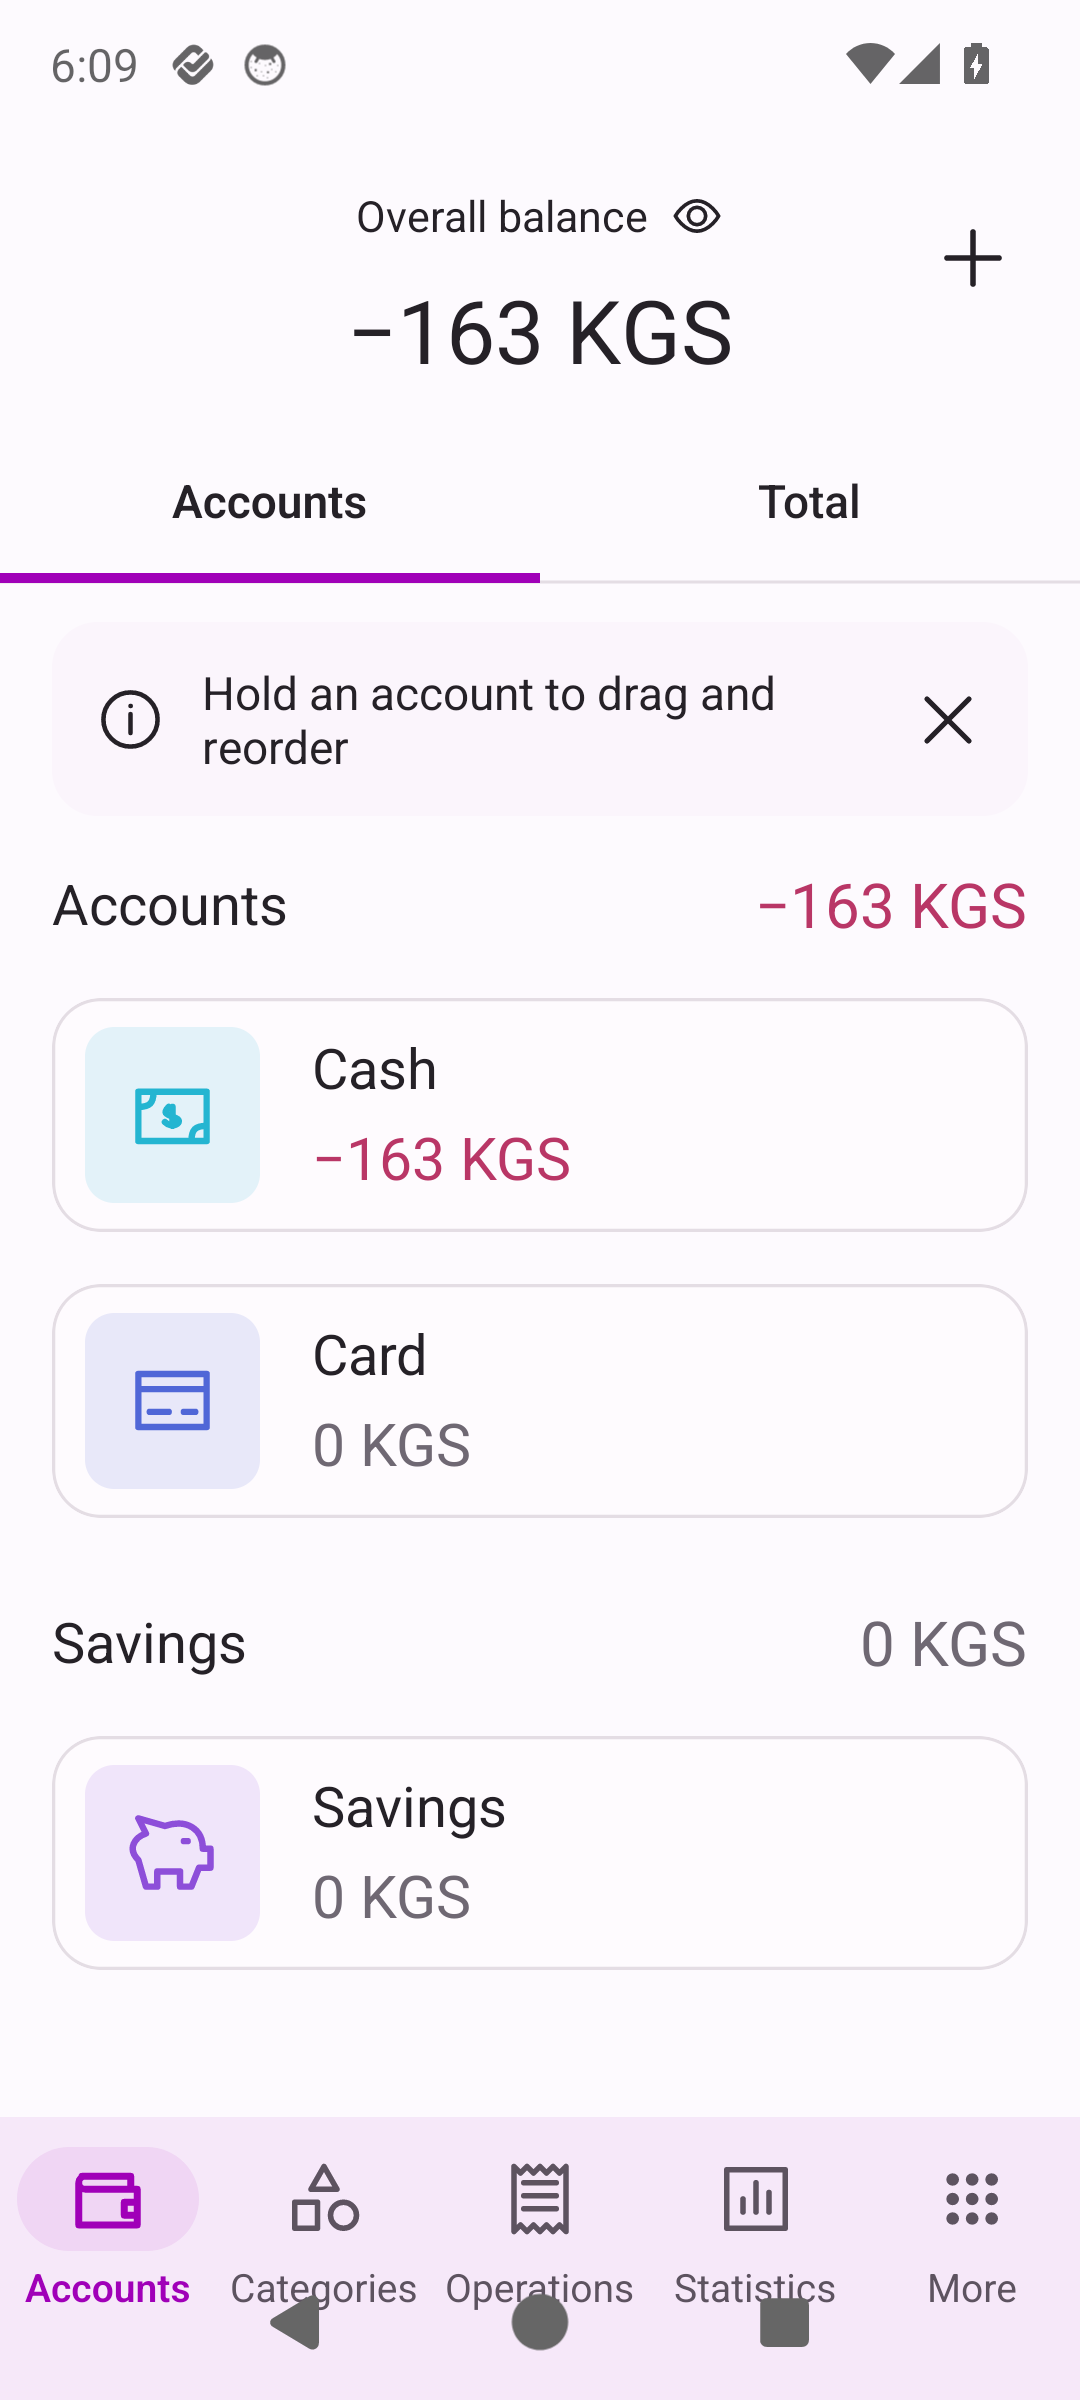 6:09
Overall balance
–163 KGS
Accounts
Total
Hold an account to drag and
reorder
Accounts
–163 KGS
Cash
–163 KGS
Card
0 KGS
Savings
0 KGS
Savings
0 KGS
Accounts
Categories
Operations
Statistics
More